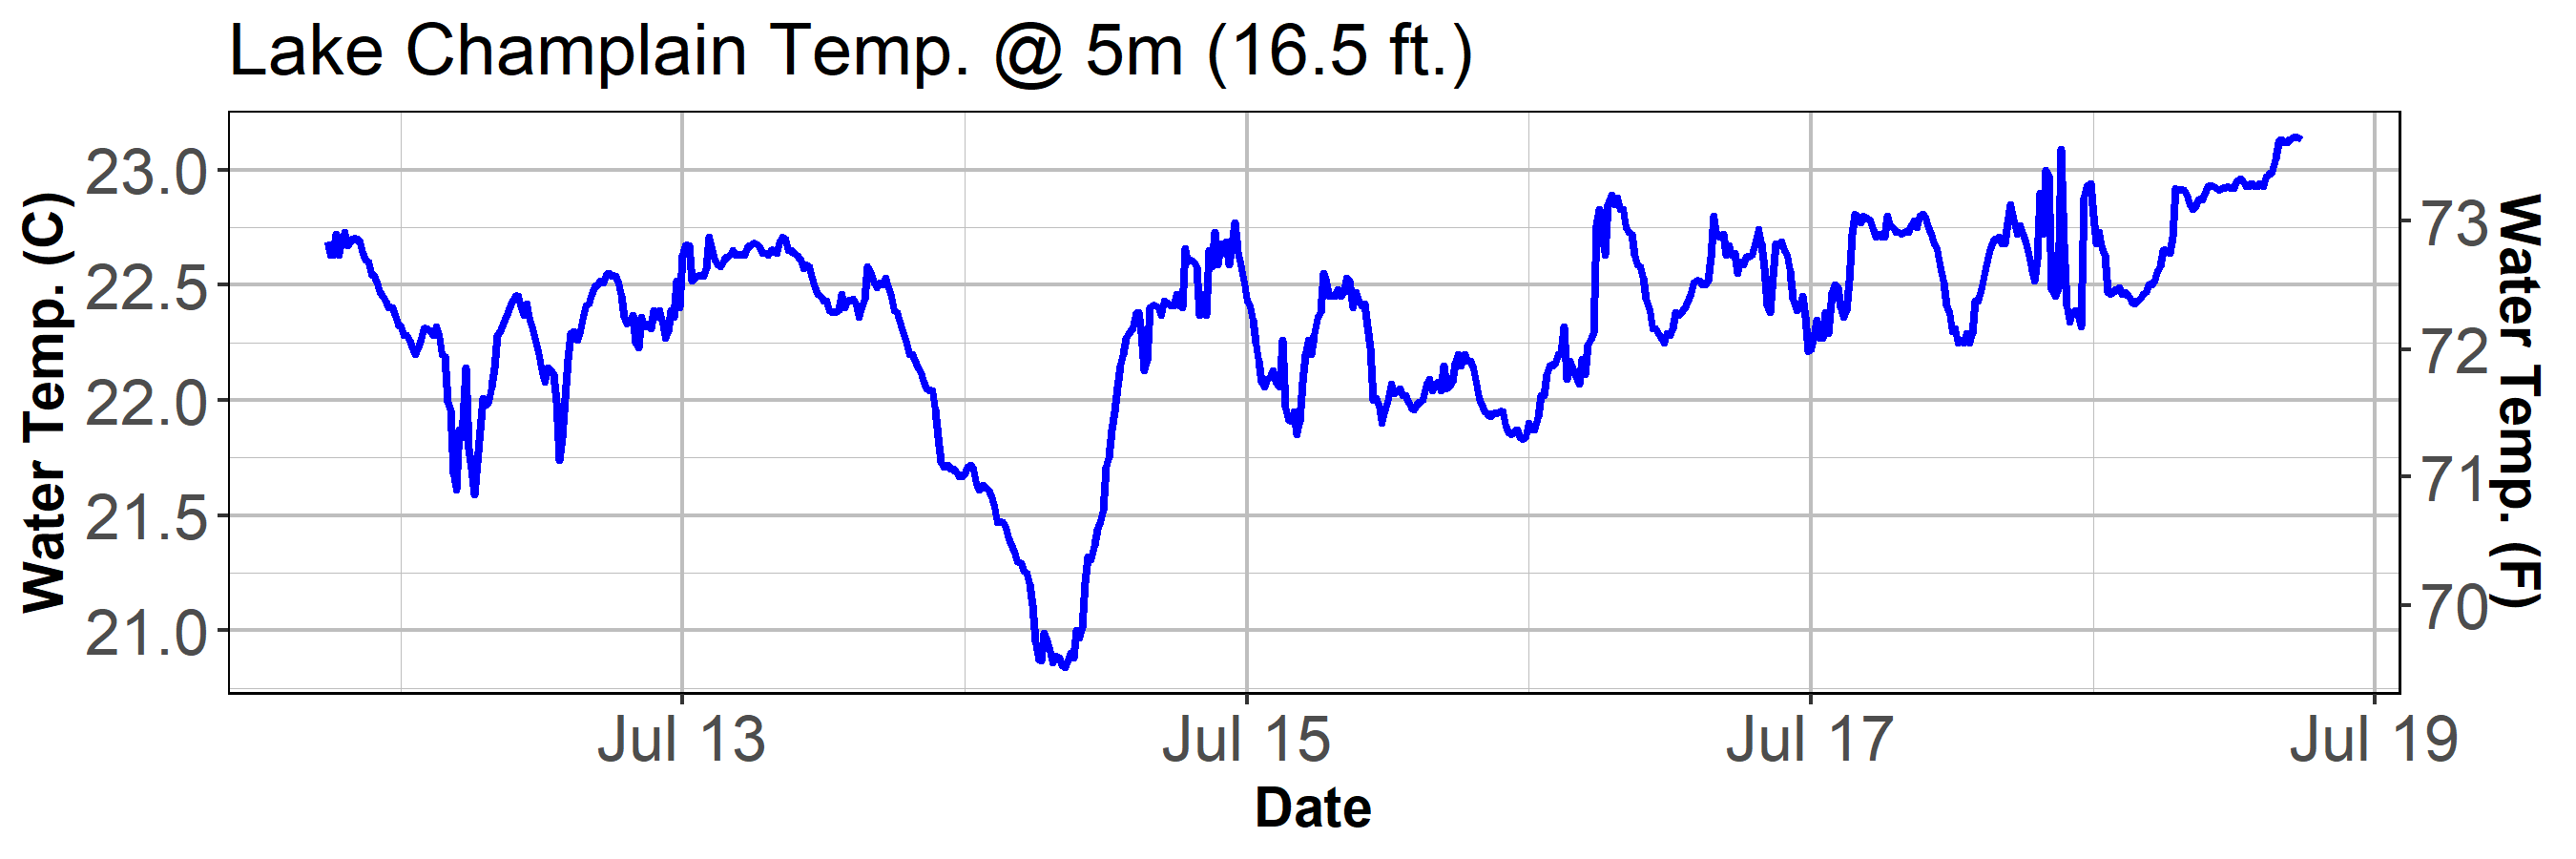 Lake Champlain Temp. @ 5m (16.5 ft.)
Water Temp. (C)
23.0
22.5
22.0
21.5
21.0
73
72
71
70
Water Temp. (F)
Jul 13
Jul 15
Jul 17
Jul 19
Date